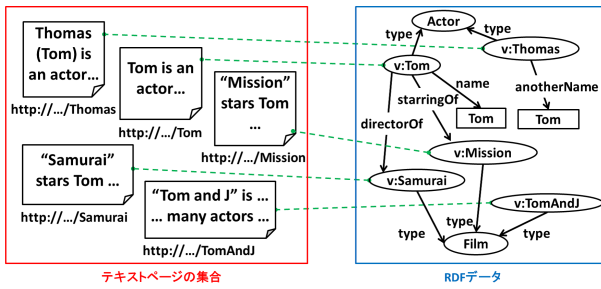 Thomas
(Tom) is
an actor...
http://.../Thomas
Tom is an
actor...
http://.../Tom
“Mission”
stars Tom
...
http://.../Mission
“Samurai”
stars Tom ...
http://.../Samurai
“Tom and J” is ...
... many actors ...
http://.../TomAndJ
テキストページの集合
Actor
type
type
v:Thomas
v:Tom
name
anotherName
starringOf
Tom
Tom
directorOf
v:Mission
v:Samurai
v:TomAndJ
type
type
type
Film
RDFデータ